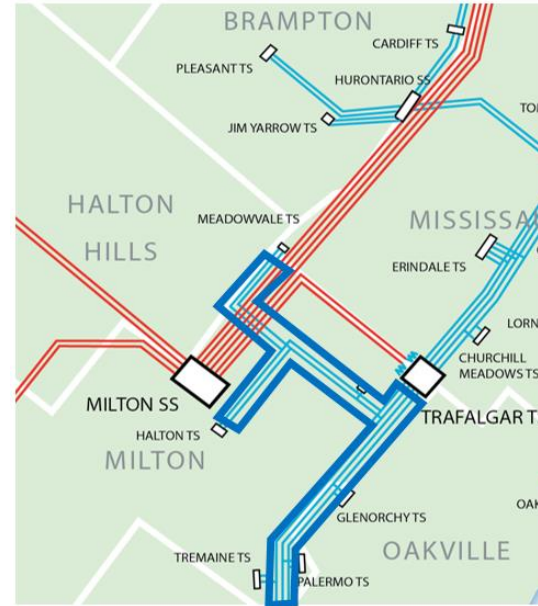 BRAMPTON
CARDIFF TS
PLEASANT TS
HURONTARIO SS
JIM YARROW TS
HALTON
HILLS
MEADOWVALE TS
ERINDALE TS
CHURCHILL
MEADOWS TS
MILTON SS
TRAFALGAR T
HALTON TS
MILTON
GLENORCHY TS
OAKVILLE
TREMAINE TS
PALERMO TS